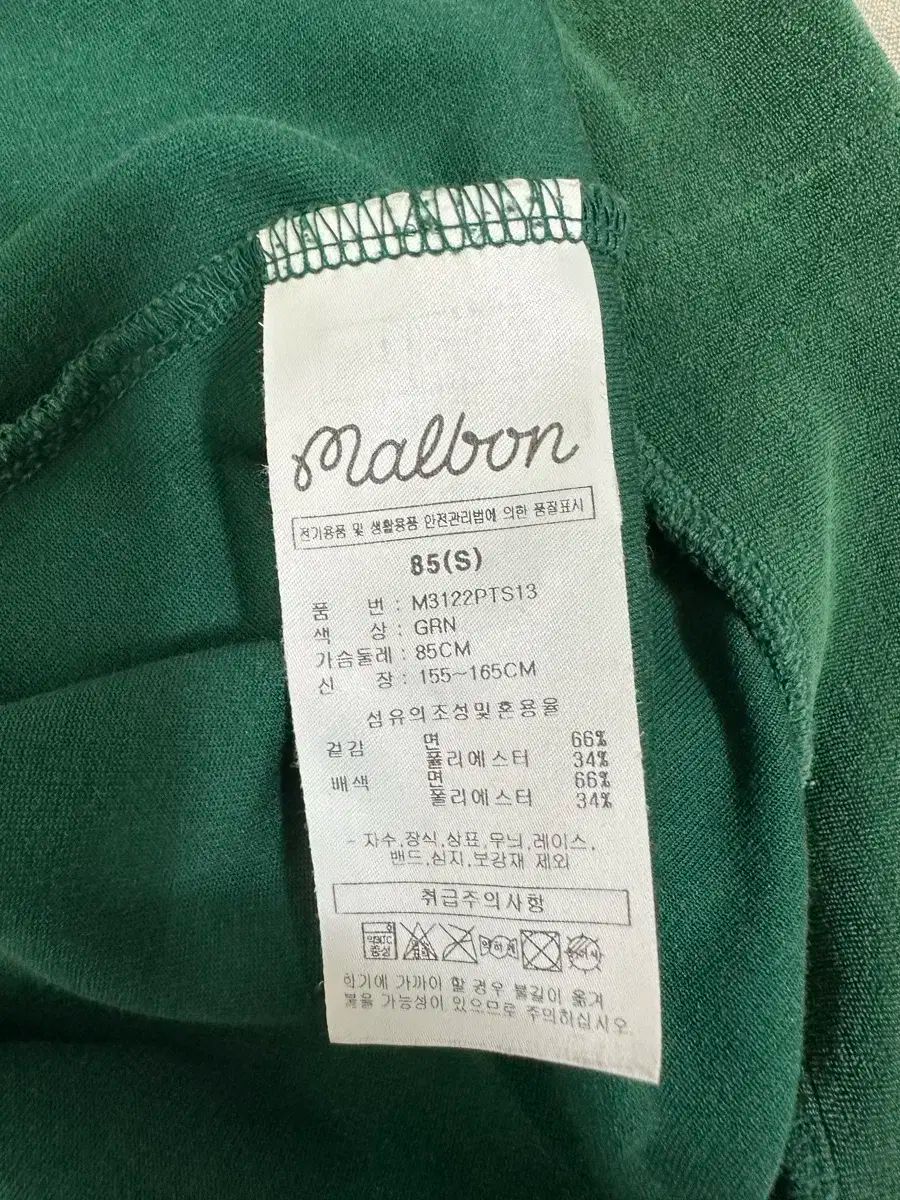 malbon
전기용품 및 생활용품 안전관리법에 의한 품질표시
85(S)
품 번 : M3122PTS13
색 상 : GRN
가슴둘레 : 85CM
신 장 : 155~165CM
섬유의조성및혼용율
겉감 면 66%
폴리에스터 34%
배색 면 66%
폴리에스터 34%
- 자수,장식,상표,무늬,레이스,
밴드,심지,보강재 제외
취급주의사항
중성 약하게
화기에 가까이 할 경우 불길이 옮겨
붙을 가능성이 있으므로 주의하십시오